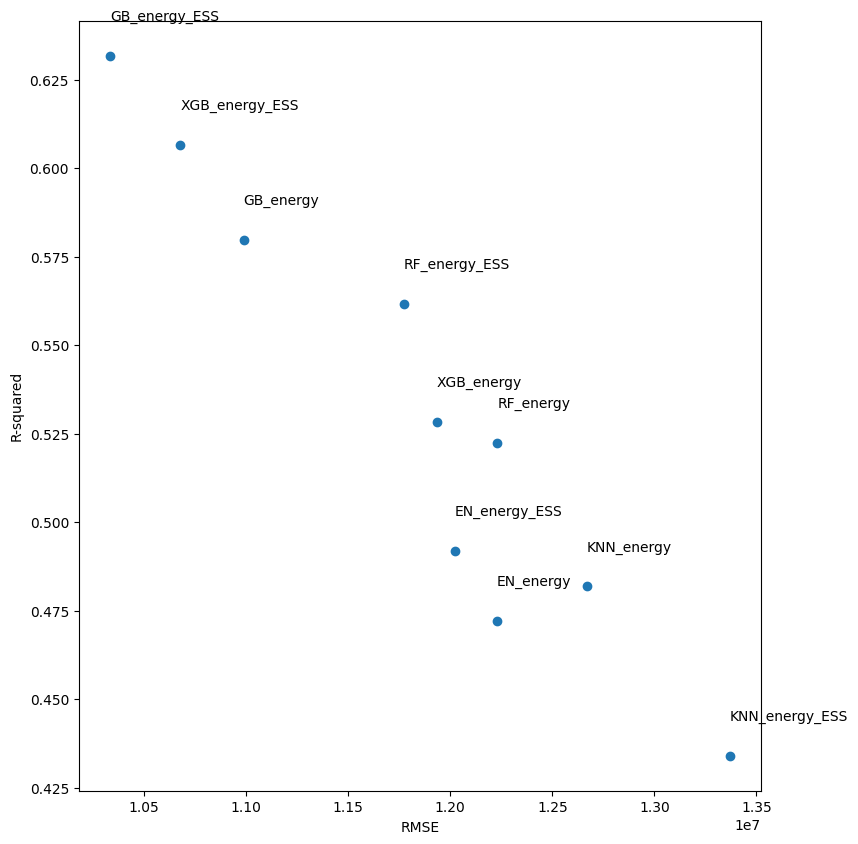 GB_energy_ESS
0.625
XGB_energy_ESS
0.600
GB_energy
0.575
RF_energy_ESS
0.550
XGB_energy
RF_energy
0.525
R-squared
EN_energy_ESS
0.500
KNN_energy
EN_energy
0.475
0.450
KNN_energy_ESS
0.425
1.05
1.10
1.15
1.20
1.25
1.30
1.35
1e7
RMSE